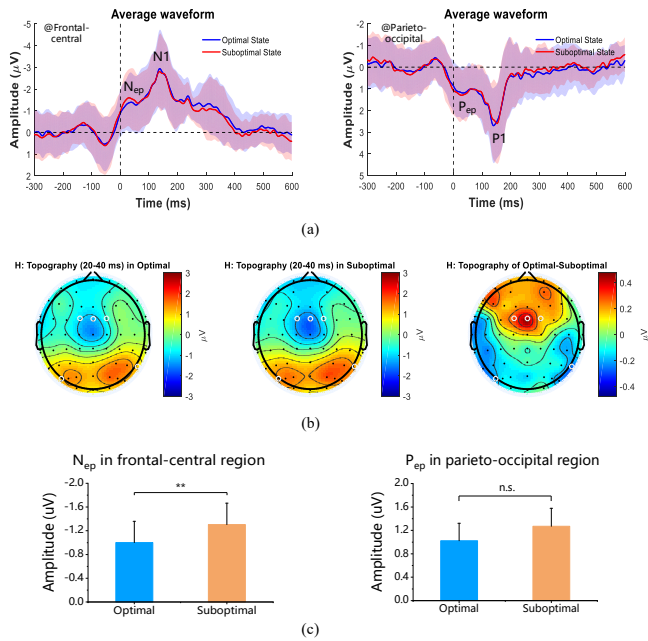 Average waveform
@Frontal-
central
Optimal State
Suboptimal State
N1
Nep
Amplitude (μV)
-5
-4
-3
-2
-1
0
1
2
-300 -200 -100 0 100 200 300 400 500 600
Time (ms)
Average waveform
@Parieto-
occipital
Optimal State
Suboptimal State
Pep
P1
Amplitude (μV)
-2
-1
0
1
2
3
4
5
-300 -200 -100 0 100 200 300 400 500 600
Time (ms)
(a)
H: Topography (20-40 ms) in Optimal
3
2
1
0
-1
-2
-3
μV
H: Topography (20-40 ms) in Suboptimal
3
2
1
0
-1
-2
-3
μV
H: Topography of Optimal-Suboptimal
0.4
0.2
0
-0.2
-0.4
μV
(b)
Nep in frontal-central region
**
Amplitude (uV)
-2.0
-1.6
-1.2
-0.8
-0.4
0.0
Optimal Suboptimal
Pep in parieto-occipital region
n.s.
Amplitude (uV)
2.0
1.6
1.2
0.8
0.4
0.0
Optimal Suboptimal
(c)